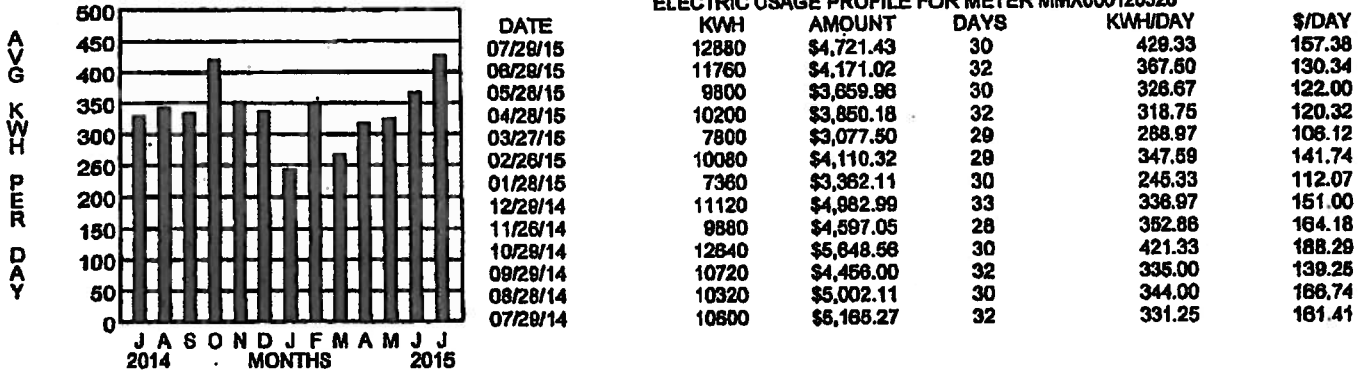 ELECTRIC USAGE PROFILE FOR METER
AVG KWH PER DAY
500
450
400
350
300
250
200
150
100
50
0
J A S O N D J F M A M J J
2014 MONTHS 2015
DATE KWH AMOUNT DAYS KWH/DAY $/DAY
07/29/15 12880 $4,721.43 30 429.33 157.38
06/29/15 11760 $4,171.02 32 367.50 130.34
05/28/15 9800 $3,659.96 30 326.67 122.00
04/28/15 10200 $3,850.18 32 318.75 120.32
03/27/15 7800 $3,077.50 29 268.97 106.12
02/26/15 10080 $4,110.32 29 347.59 141.74
01/28/15 7360 $3,362.11 30 245.33 112.07
12/29/14 11120 $4,982.99 33 336.97 151.00
11/26/14 9880 $4,597.05 28 352.86 164.18
10/29/14 12640 $5,648.56 30 421.33 188.29
09/29/14 10720 $4,456.00 32 335.00 139.25
08/28/14 10320 $5,002.11 30 344.00 166.74
07/29/14 10600 $5,165.27 32 331.25 161.41